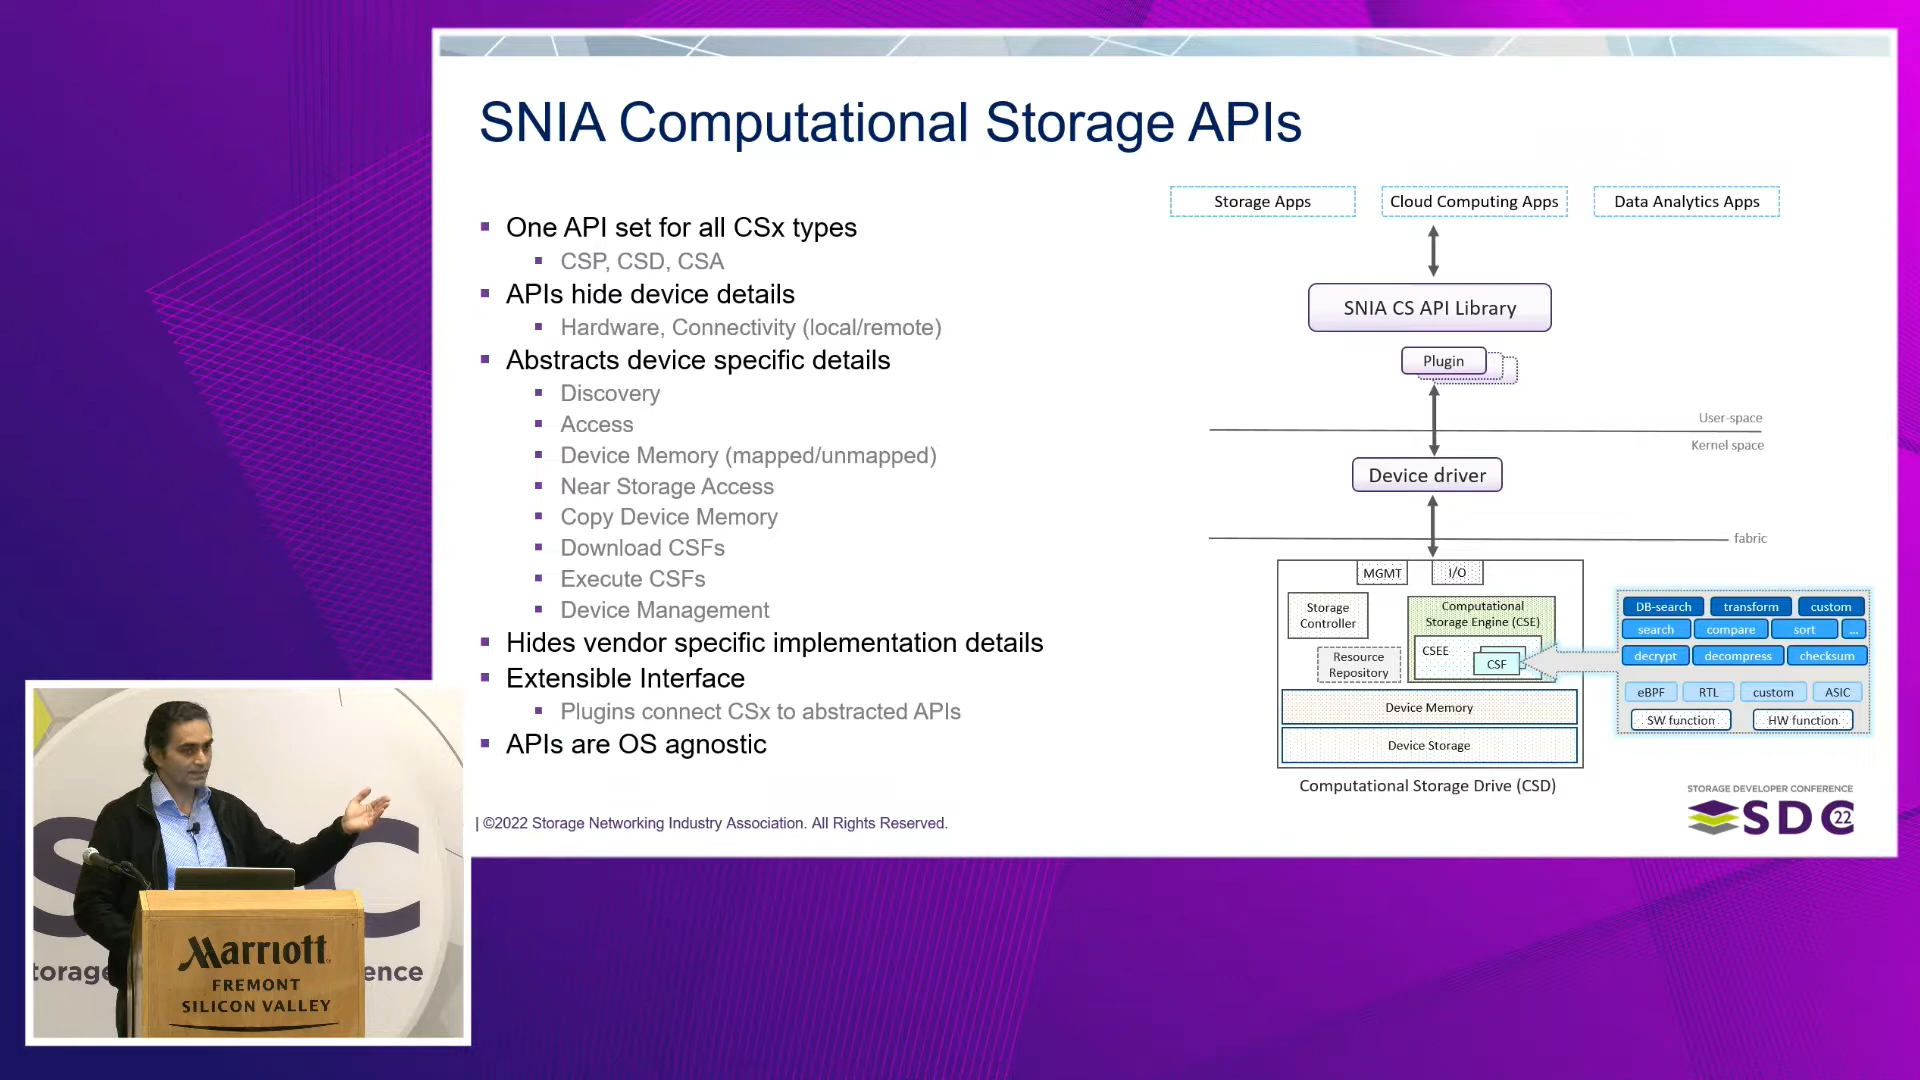 SNIA Computational Storage APIs
One API set for all CSx types
CSP, CSD, CSA
APIs hide device details
Hardware, Connectivity (local/remote)
Abstracts device specific details
Discovery
Access
Device Memory (mapped/unmapped)
Near Storage Access
Copy Device Memory
Download CSFs
Execute CSFs
Device Management
Hides vendor specific implementation details
Extensible Interface
Plugins connect CSx to abstracted APIs
APIs are OS agnostic
Storage Apps
Cloud Computing Apps
Data Analytics Apps
SNIA CS API Library
Plugin
User-space
Kernel space
Device driver
fabric
MGMT
I/O
Storage
Controller
Computational
Storage Engine (CSE)
CSEE
CSF
Resource
Repository
Device Memory
Device Storage
Computational Storage Drive (CSD)
DB-search transform custom
search compare sort ...
decrypt decompress checksum
eBPF RTL custom ASIC
SW function HW function
| ©2022 Storage Networking Industry Association. All Rights Reserved.
STORAGE DEVELOPER CONFERENCE
SDC 22
torage
ence
Marriott
FREMONT
SILICON VALLEY